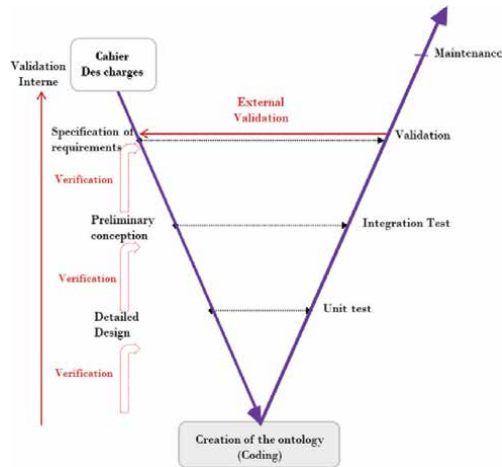 Cahier
Des charges
Maintenance
Validation
Interne
External
Validation
Specification of
requirements
Validation
Verification
Preliminary
conception
Integration Test
Verification
Detailed
Design
Unit test
Verification
Creation of the ontology
(Coding)